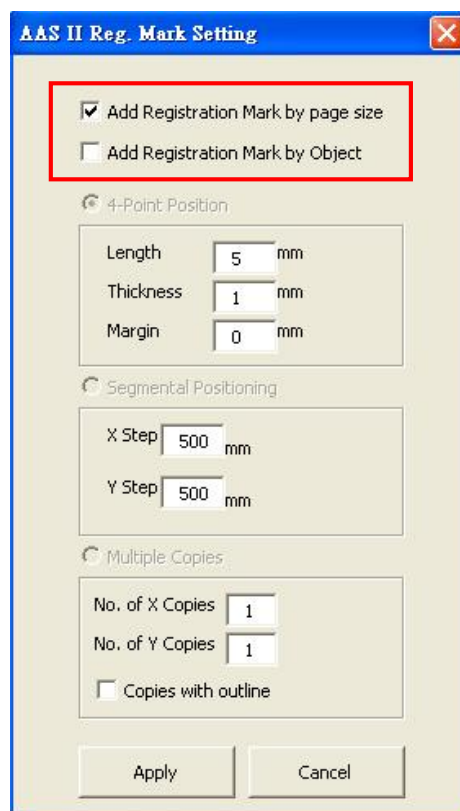 AAS II Reg. Mark Setting
Add Registration Mark by page size
Add Registration Mark by Object
4-Point Position
Length 5 mm
Thickness 1 mm
Margin 0 mm
Segmental Positioning
X Step 500 mm
Y Step 500 mm
Multiple Copies
No. of X Copies 1
No. of Y Copies 1
Copies with outline
Apply Cancel